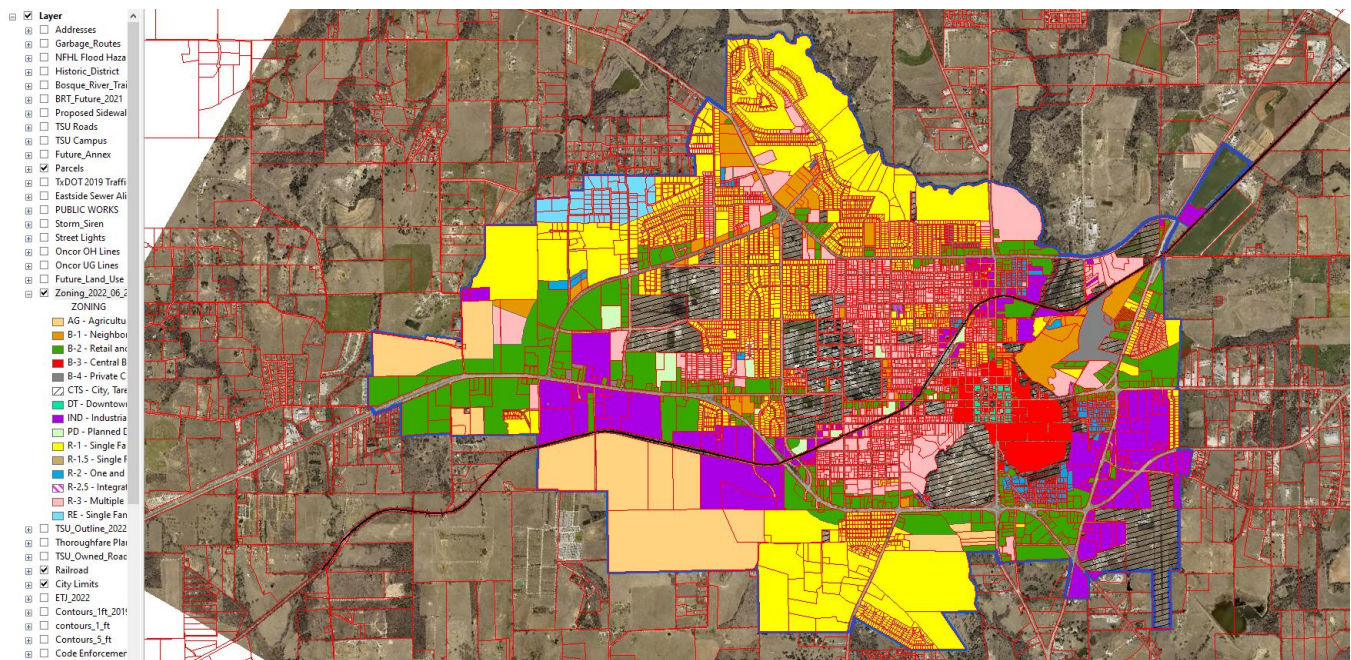 Layer
Addresses
Garbage_Routes
NFHL Flood Haza
Historic_District
Bosque_River_Trai
BRT_Future_2021
Proposed Sidewal
TSU Roads
TSU Campus
Future_Annex
Parcels
TxDOT 2019 Traffi
Eastside Sewer Ali
PUBLIC WORKS
Storm_Siren
Street Lights
Oncor OH Lines
Oncor UG Lines
Future_Land_Use
Zoning_2022_06_2
ZONING
AG - Agricultu
B-1 - Neighbor
B-2 - Retail and
B-3 - Central B
B-4 - Private C
CTS - City, Tare
DT - Downtown
IND - Industria
PD - Planned D
R-1 - Single Fa
R-1.5 - Single F
R-2 - One and
R-2.5 - Integrat
R-3 - Multiple
RE - Single Fan
TSU_Outline_2022
Thoroughfare Pla
TSU_Owned_Road
Railroad
City Limits
ETJ_2022
Contours_1ft_2019
contours_1_ft
Contours_5_ft
Code Enforcemer